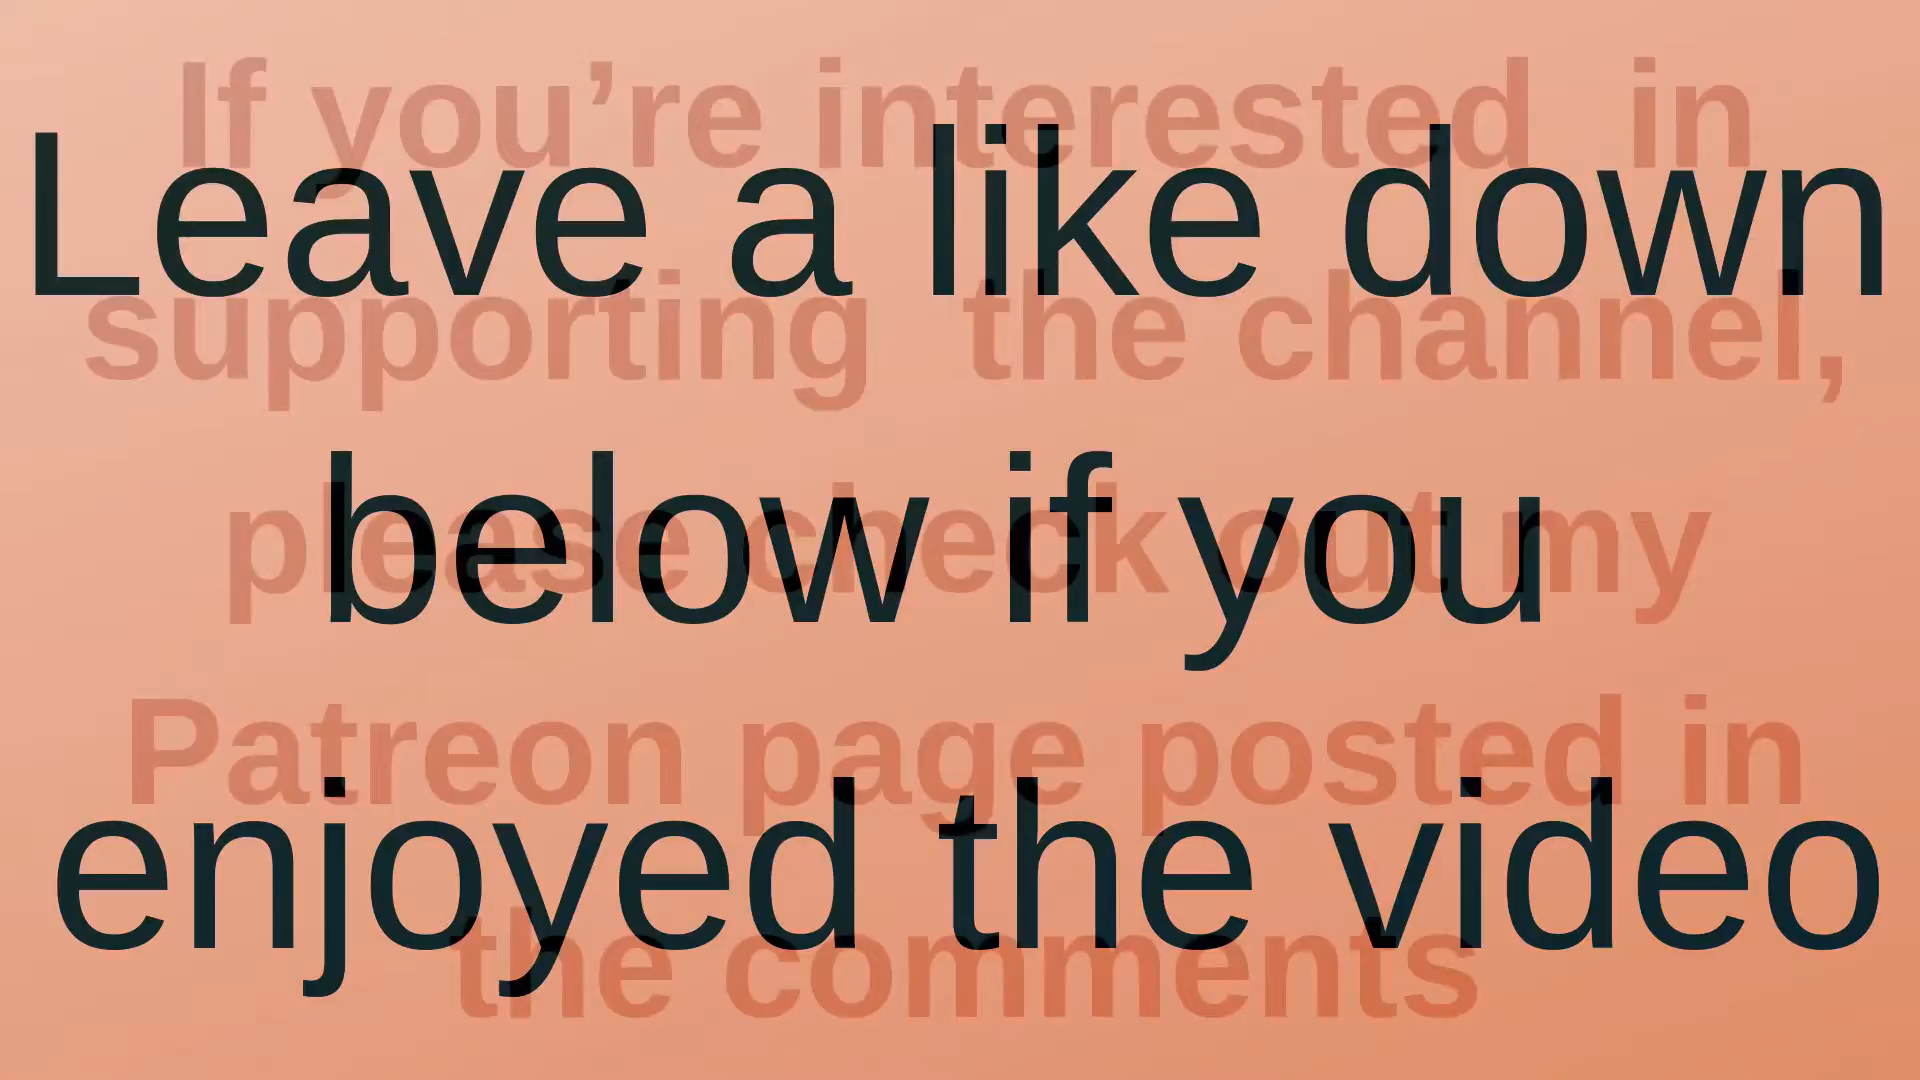 If you’re interested in
Leave a like down
supporting the channel,
below if you
please check out my
Patreon page posted in
enjoyed the video
the comments